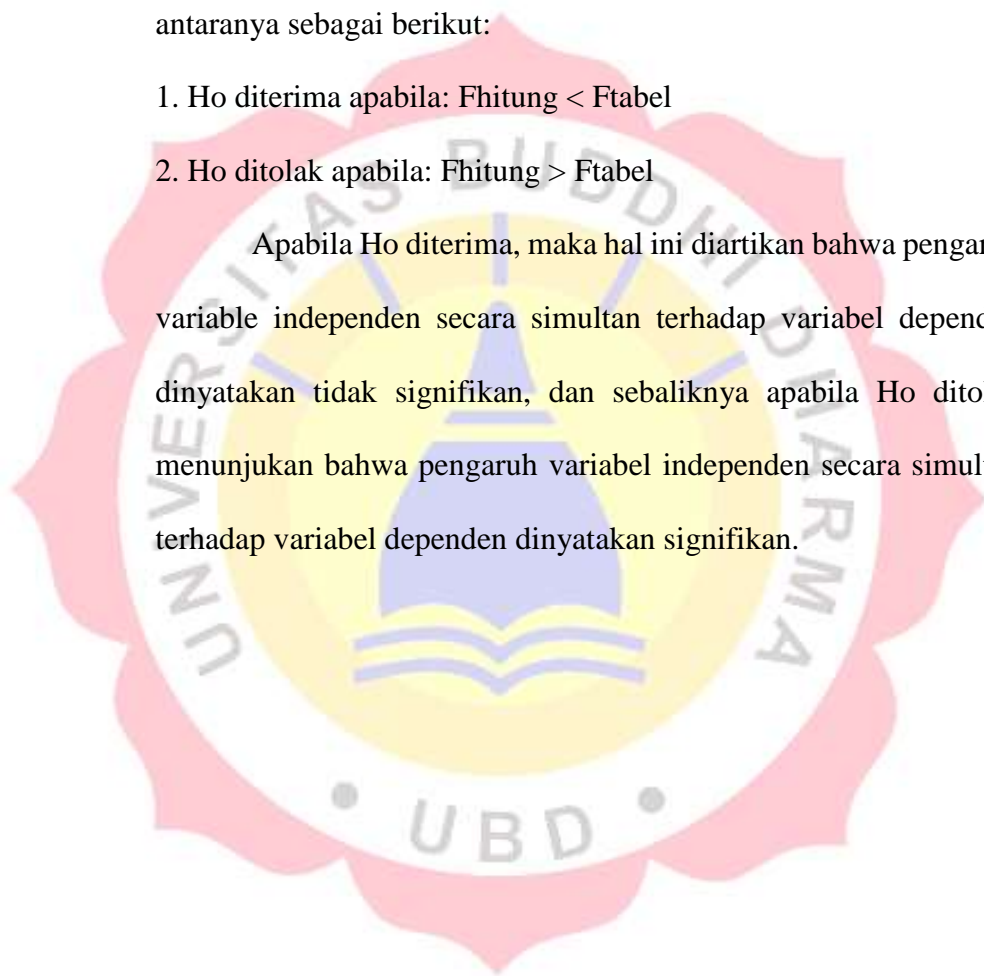 antaranya sebagai berikut:
1. Ho diterima apabila: Fhitung < Ftabel
2. Ho ditolak apabila: Fhitung > Ftabel
Apabila Ho diterima, maka hal ini diartikan bahwa
variable independen secara simultan terhadap variabel
dinyatakan tidak signifikan, dan sebaliknya apabila Ho
menunjukan bahwa pengaruh variabel independen secara
terhadap variabel dependen dinyatakan signifikan.
UNIVERSITAS BUDDHI DHARMA
• UBD •